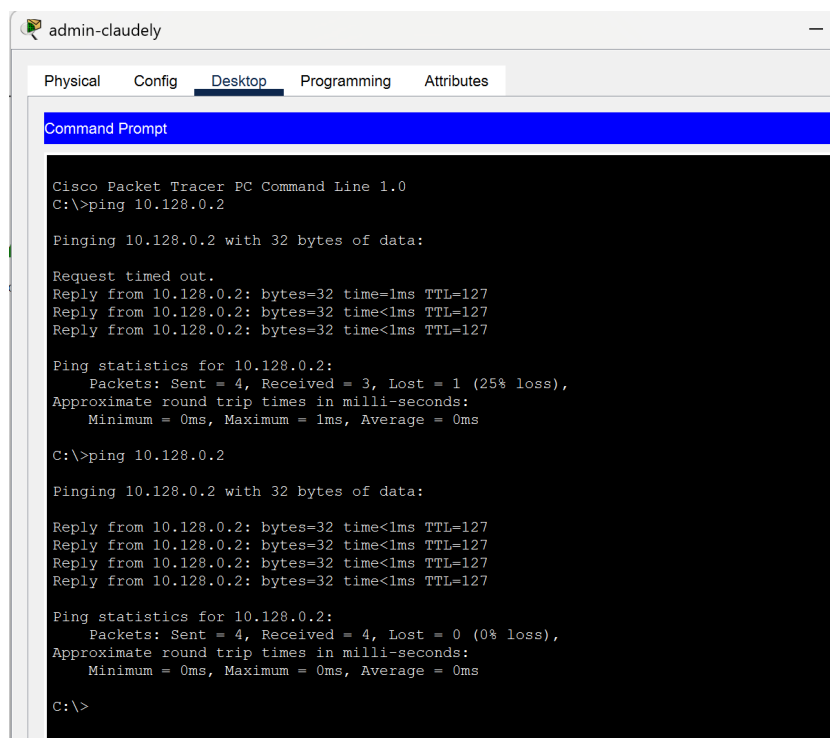 admin-claudely
Physical Config Desktop Programming Attributes
Command Prompt
Cisco Packet Tracer PC Command Line 1.0
C:\>ping 10.128.0.2
Pinging 10.128.0.2 with 32 bytes of data:
Request timed out.
Reply from 10.128.0.2: bytes=32 time=1ms TTL=127
Reply from 10.128.0.2: bytes=32 time<1ms TTL=127
Reply from 10.128.0.2: bytes=32 time<1ms TTL=127
Ping statistics for 10.128.0.2:
Packets: Sent = 4, Received = 3, Lost = 1 (25% loss),
Approximate round trip times in milli-seconds:
Minimum = 0ms, Maximum = 1ms, Average = 0ms
C:\>ping 10.128.0.2
Pinging 10.128.0.2 with 32 bytes of data:
Reply from 10.128.0.2: bytes=32 time<1ms TTL=127
Reply from 10.128.0.2: bytes=32 time<1ms TTL=127
Reply from 10.128.0.2: bytes=32 time<1ms TTL=127
Reply from 10.128.0.2: bytes=32 time<1ms TTL=127
Ping statistics for 10.128.0.2:
Packets: Sent = 4, Received = 4, Lost = 0 (0% loss),
Approximate round trip times in milli-seconds:
Minimum = 0ms, Maximum = 1ms, Average = 0ms
C:\>